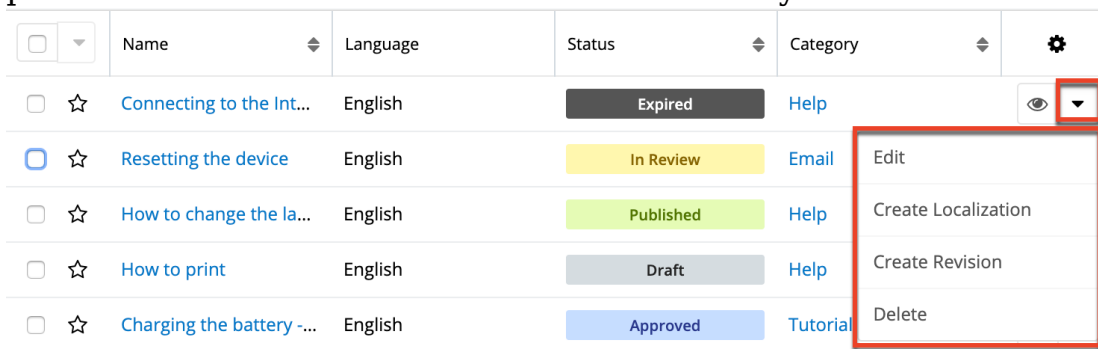 Name Language Status Category
Connecting to the Int... English Expired Help
Resetting the device English In Review Email
Edit
How to change the la... English Published Help
Create Localization
How to print English Draft Help
Create Revision
Charging the battery -... English Approved Tutorial
Delete